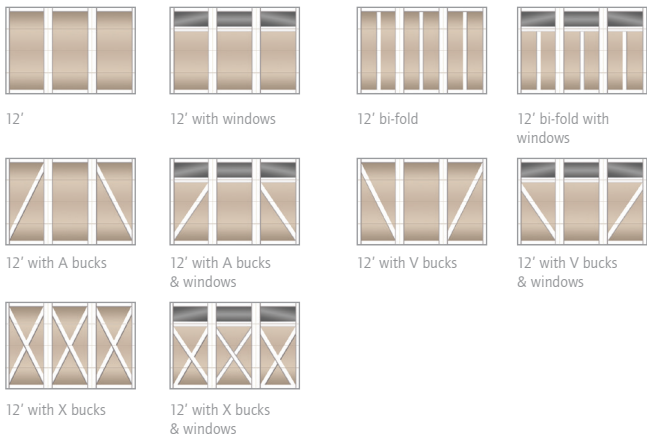 12’
12’ with windows
12’ bi-fold
12’ bi-fold with
windows
12’ with A bucks
12’ with A bucks
& windows
12’ with V bucks
12’ with V bucks
& windows
12’ with X bucks
12’ with X bucks
& windows